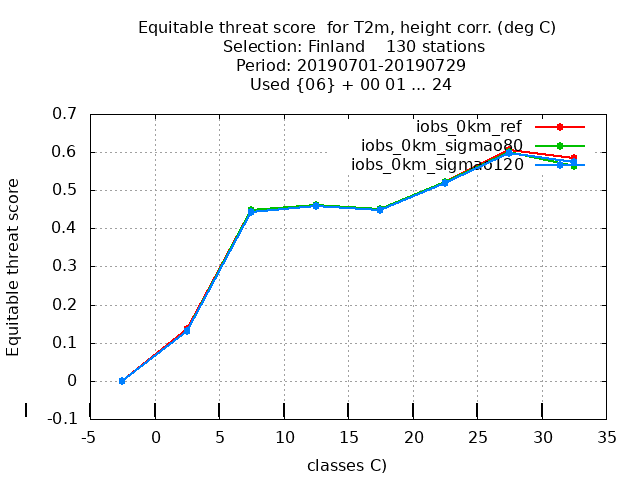 Equitable threat score  for T2m, height corr. (deg C)
Selection: Finland    130 stations
Period: 20190701-20190729
Used {06} + 00 01 ... 24
0.7
0.6
0.5
0.4
0.3
0.2
0.1
0
-0.1
Equitable threat score
iobs_0km_ref
iobs_0km_sigmao80
iobs_0km_sigmao120
-5
0
5
10
15
20
25
30
35
classes C)